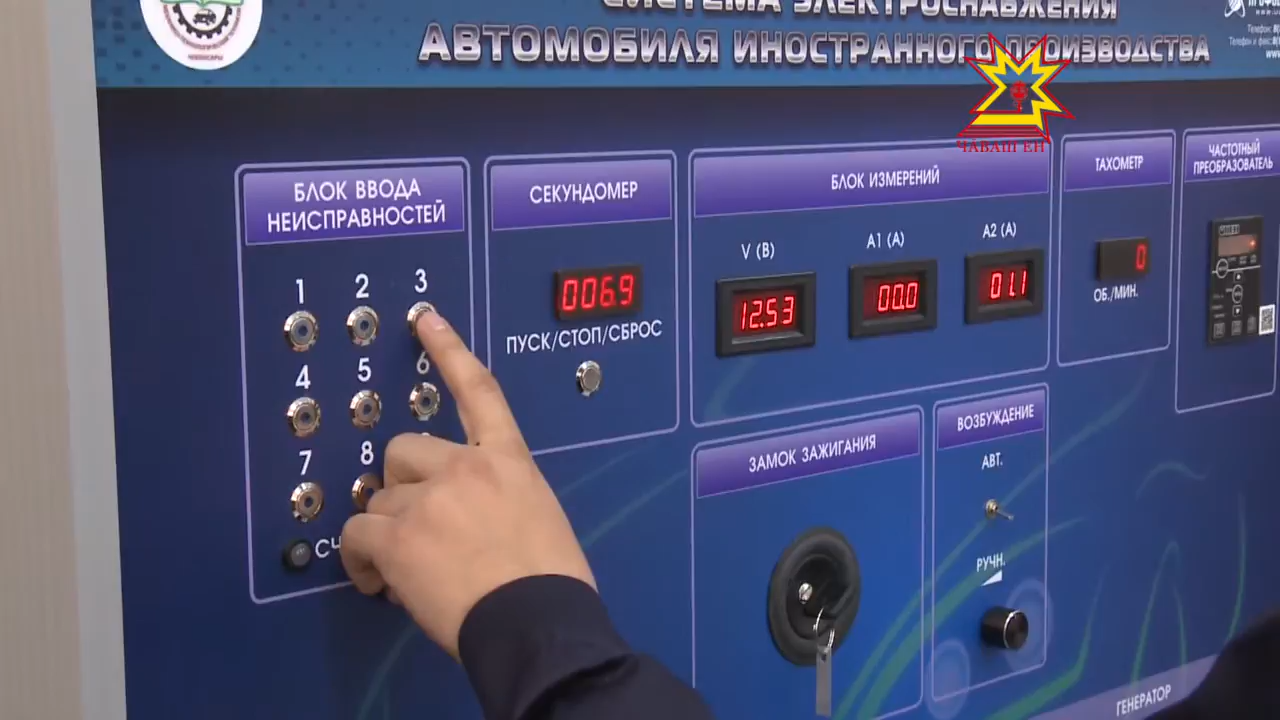 СИСТЕМА ЭЛЕКТРОСНАБЖЕНИЯ
АВТОМОБИЛЯ ИНОСТРАННОГО ПРОИЗВОДСТВА
ЧӐВАШ ЕН
БЛОК ВВОДА
НЕИСПРАВНОСТЕЙ
1 2 3
4 5 6
7 8
СЕКУНДОМЕР
006.9
ПУСК/СТОП/СБРОС
БЛОК ИЗМЕРЕНИЙ
V (В) A1 (А) A2 (А)
12.53 00.0 01.1
ТАХОМЕТР
0
ОБ./МИН.
ЧАСТОТНЫЙ
ПРЕОБРАЗОВАТЕЛЬ
ЗАМОК ЗАЖИГАНИЯ
ВОЗБУЖДЕНИЕ
АВТ.
РУЧН.
ГЕНЕРАТОР